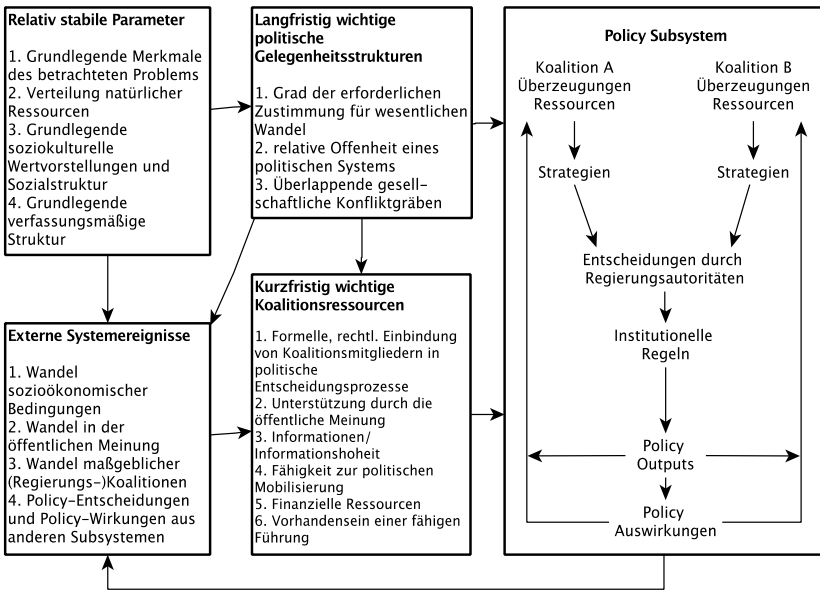 Relativ stabile Parameter
1. Grundlegende Merkmale
des betrachteten Problems
2. Verteilung natürlicher
Ressourcen
3. Grundlegende
soziokulturelle
Wertvorstellungen und
Sozialstruktur
4. Grundlegende
verfassungsmäßige
Struktur
Langfristig wichtige
politische
Gelegenheitsstrukturen
1. Grad der erforderlichen
Zustimmung für wesentlichen
Wandel
2. relative Offenheit eines
politischen Systems
3. Überlappende gesell-
schaftliche Konfliktgräben
Externe Systemereignisse
1. Wandel
sozioökonomischer
Bedingungen
2. Wandel in der
öffentlichen Meinung
3. Wandel maßgeblicher
(Regierungs-)Koalitionen
4. Policy-Entscheidungen
und Policy-Wirkungen aus
anderen Subsystemen
Kurzfristig wichtige
Koalitionsressourcen
1. Formelle, rechtl. Einbindung
von Koalitionsmitgliedern in
politische
Entscheidungsprozesse
2. Unterstützung durch die
öffentliche Meinung
3. Informationen/
Informationshoheit
4. Fähigkeit zur politischen
Mobilisierung
5. Finanzielle Ressourcen
6. Vorhandensein einer fähigen
Führung
Policy Subsystem
Koalition A
Überzeugungen
Ressourcen
Koalition B
Überzeugungen
Ressourcen
Strategien
Strategien
Entscheidungen durch
Regierungsautoritäten
Institutionelle
Regeln
Policy
Outputs
Policy
Auswirkungen